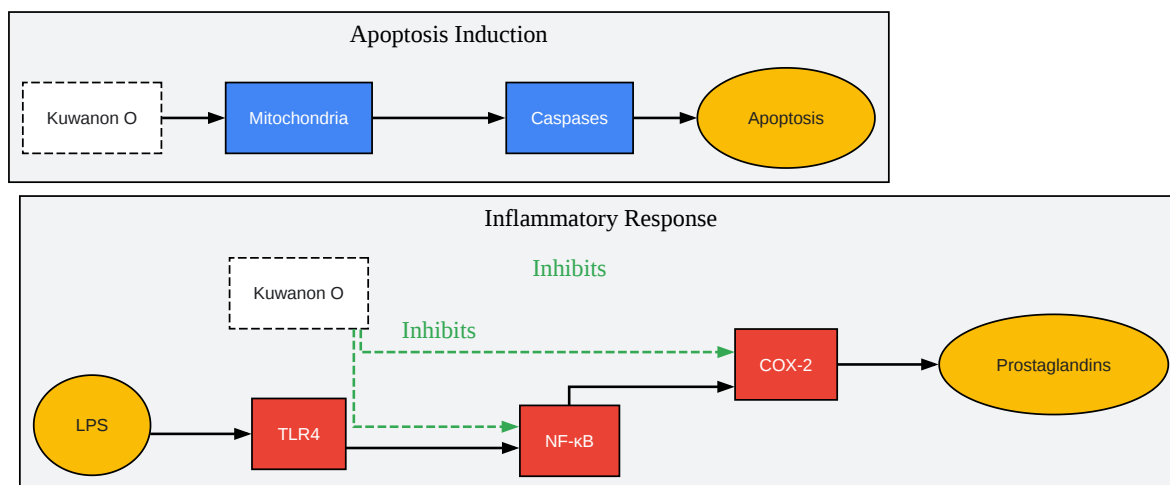 Apoptosis Induction
Kuwanon O
Mitochondria
Caspases
Apoptosis
Inflammatory Response
Kuwanon O
Inhibits
Inhibits
COX-2
Prostaglandins
LPS
TLR4
NF-κB